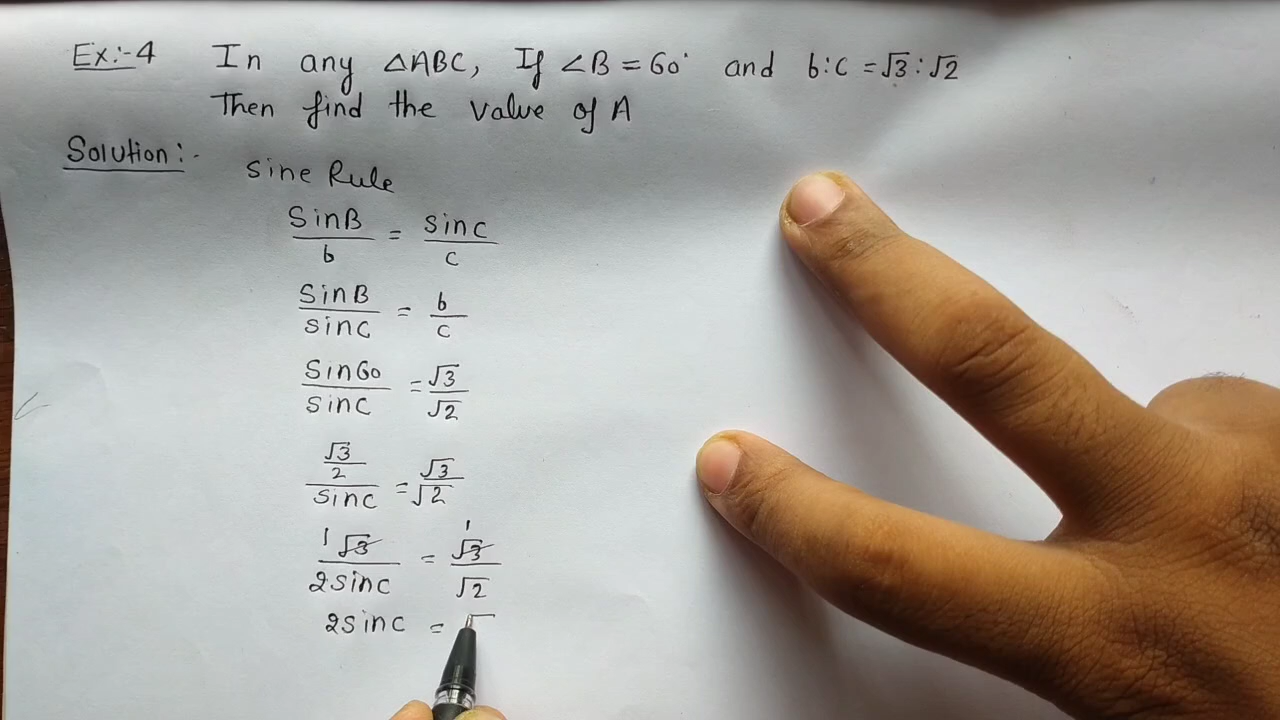 Ex:-4 In any △ABC, If ∠B = 60° and b:c = √3:√2
Then find the value of A
Solution:-
Sine Rule
SinB/b = sinC/c
SinB/sinC = b/c
Sin60/sinC = √3/√2
(√3/2)/sinC = √3/√2
1 √3/2sinC = 1 √3/√2
2sinC = √